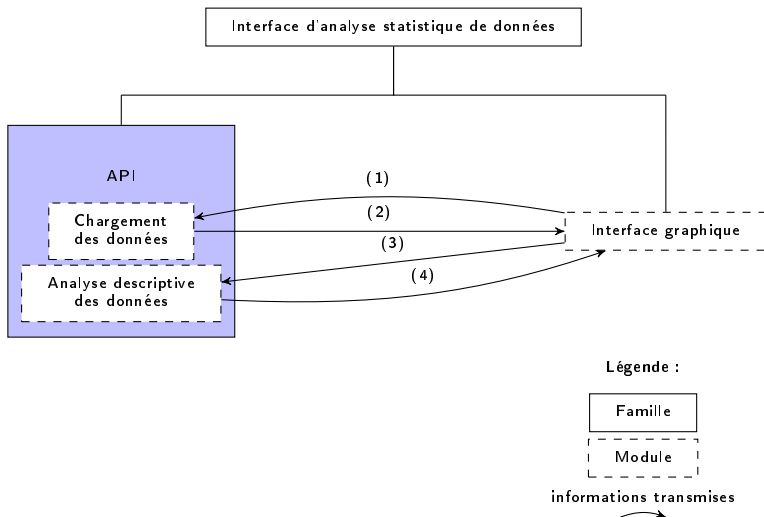 Interface d'analyse statistique de données
API
(1)
Chargement
des données
(2)
Interface graphique
(3)
Analyse descriptive
des données
(4)
Légende :
Famille
Module
informations transmises